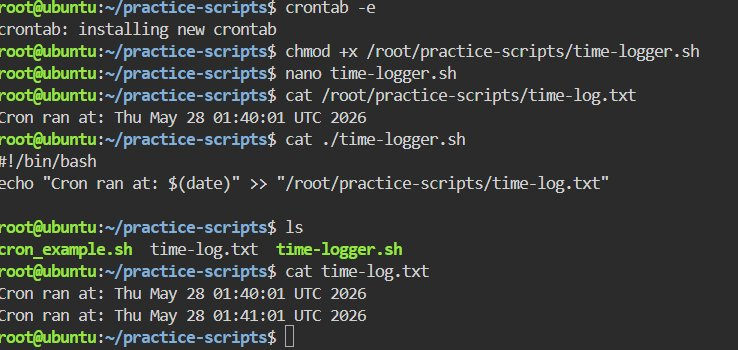 root@ubuntu:~/practice-scripts$ crontab -e
crontab: installing new crontab
root@ubuntu:~/practice-scripts$ chmod +x /root/practice-scripts/time-logger.sh
root@ubuntu:~/practice-scripts$ nano time-logger.sh
root@ubuntu:~/practice-scripts$ cat /root/practice-scripts/time-log.txt
Cron ran at: Thu May 28 01:40:01 UTC 2026
root@ubuntu:~/practice-scripts$ cat ./time-logger.sh
#!/bin/bash
echo "Cron ran at: $(date)" >> "/root/practice-scripts/time-log.txt"

root@ubuntu:~/practice-scripts$ ls
cron_example.sh  time-log.txt  time-logger.sh
root@ubuntu:~/practice-scripts$ cat time-log.txt
Cron ran at: Thu May 28 01:40:01 UTC 2026
Cron ran at: Thu May 28 01:41:01 UTC 2026
root@ubuntu:~/practice-scripts$